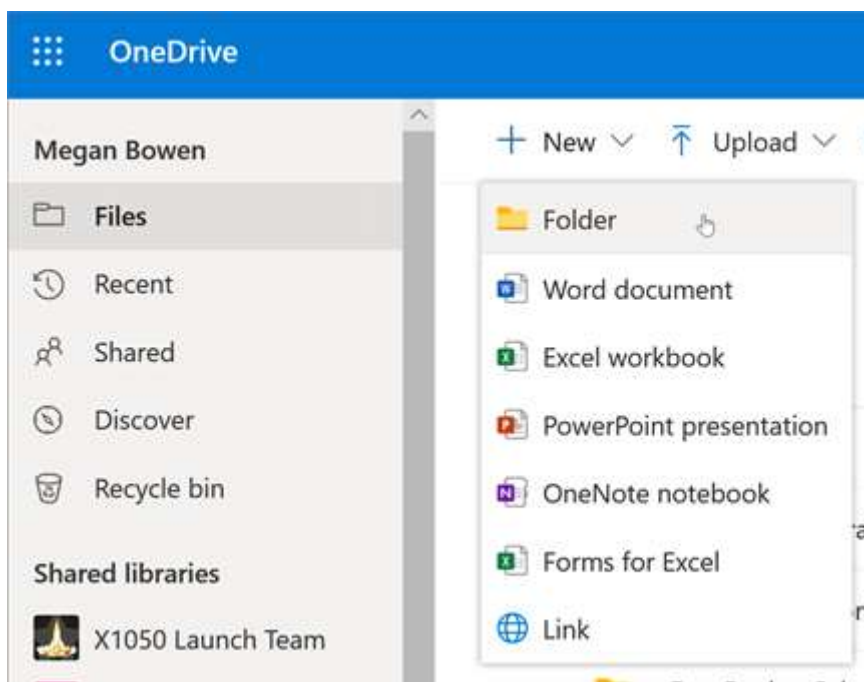 OneDrive
Megan Bowen
Files
Recent
Shared
Discover
Recycle bin
Shared libraries
X1050 Launch Team
New
Upload
Folder
Word document
Excel workbook
PowerPoint presentation
OneNote notebook
Forms for Excel
Link